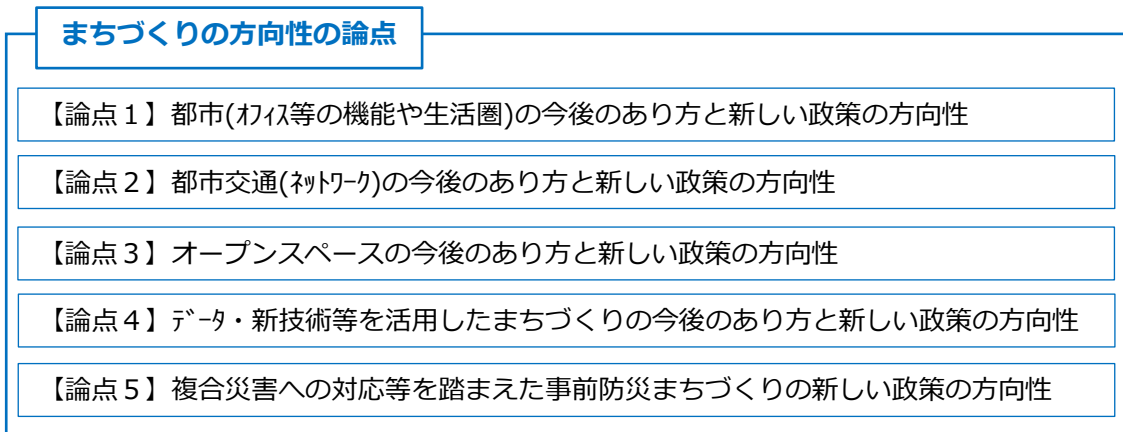 まちづくりの方向性の論点
【論点１】都市(ｵﾌｨｽ等の機能や生活圏)の今後のあり方と新しい政策の方向性
【論点２】都市交通(ﾈｯﾄﾜｰｸ)の今後のあり方と新しい政策の方向性
【論点３】オープンスペースの今後のあり方と新しい政策の方向性
【論点４】ﾃﾞｰﾀ・新技術等を活用したまちづくりの今後のあり方と新しい政策の方向性
【論点５】複合災害への対応等を踏まえた事前防災まちづくりの新しい政策の方向性